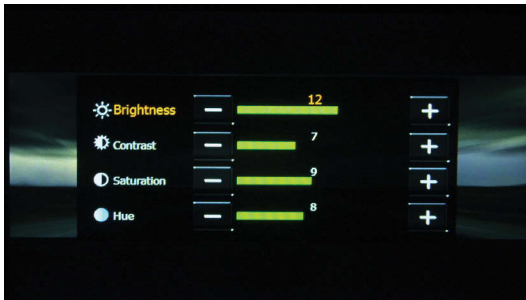 12
Brightness − +
7
Contrast − +
9
Saturation − +
8
Hue − +